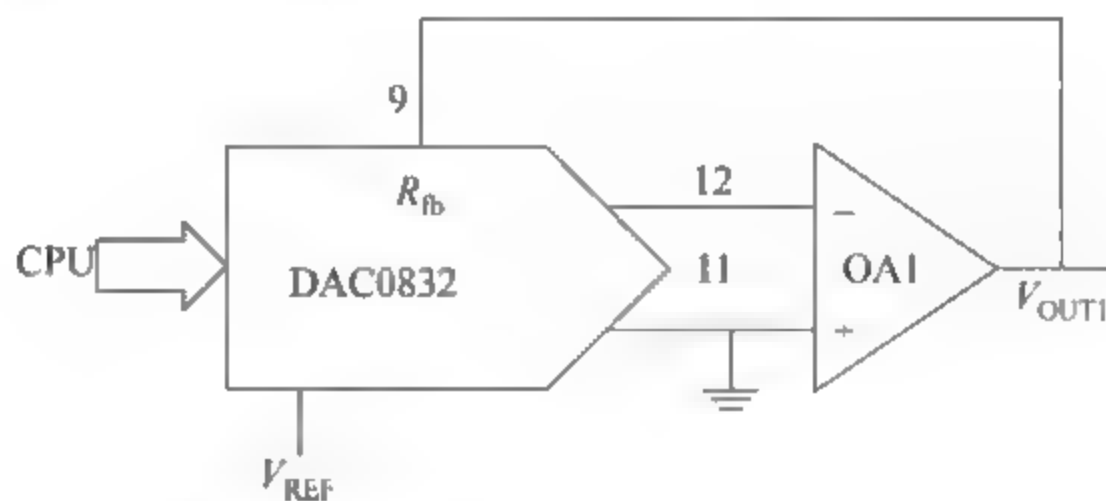 9
R_fb
12
−
CPU
DAC0832
11
OA1
V_OUT1
+
V_REF